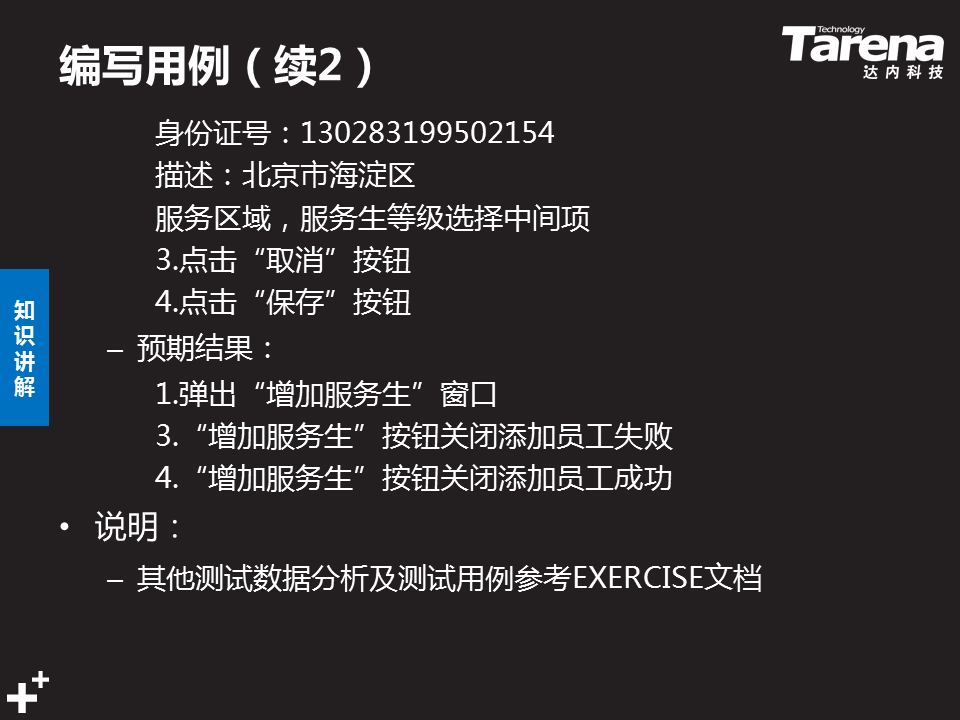 编写用例（续2）
Technology
Tarena
达内科技
身份证号：130283199502154
描述：北京市海淀区
服务区域，服务生等级选择中间项
3.点击“取消”按钮
4.点击“保存”按钮
– 预期结果：
1.弹出“增加服务生”窗口
3.“增加服务生”按钮关闭添加员工失败
4.“增加服务生”按钮关闭添加员工成功
• 说明：
– 其他测试数据分析及测试用例参考EXERCISE文档
知
识
讲
解